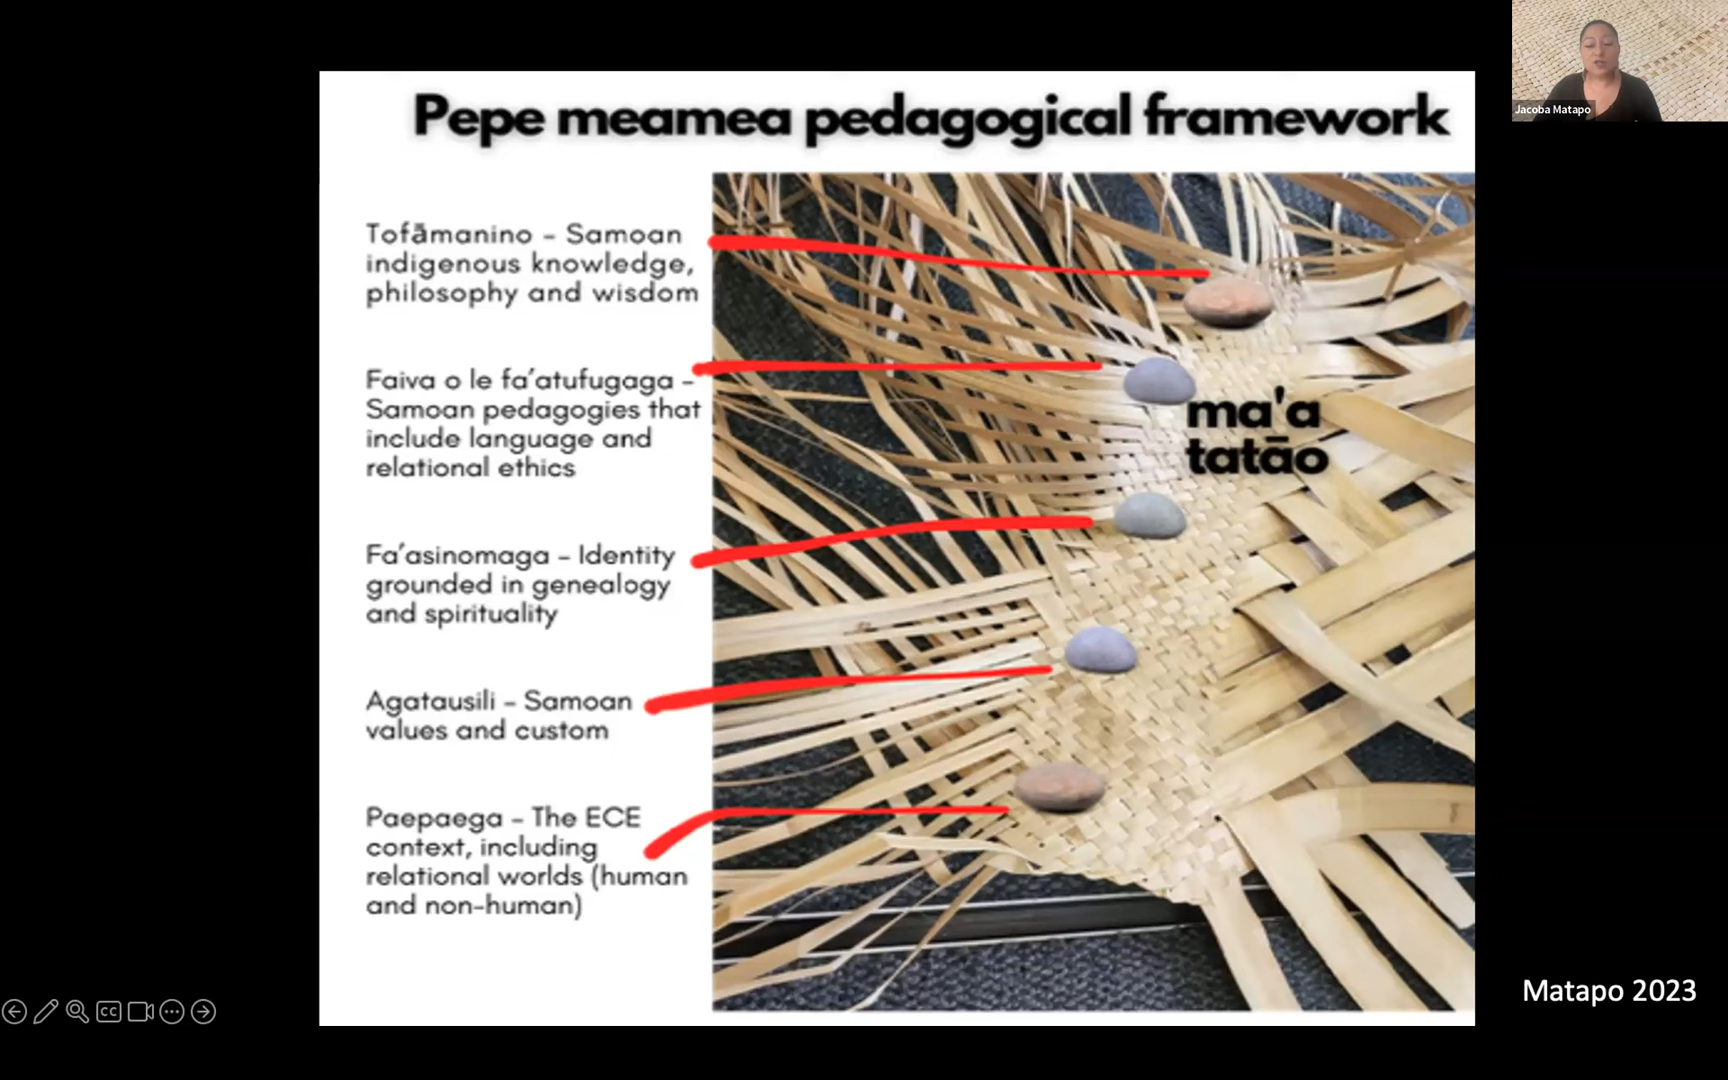 Pepe meamea pedagogical framework
Tofāmanino – Samoan
indigenous knowledge,
philosophy and wisdom
Faiva o le fa’atufugaga –
Samoan pedagogies that
include language and
relational ethics
Fa’asinomaga – Identity
grounded in genealogy
and spirituality
Agatausili – Samoan
values and custom
Paepaega – The ECE
context, including
relational worlds (human
and non-human)
ma'a
tatāo
Jacoba Matapo
Matapo 2023
CC